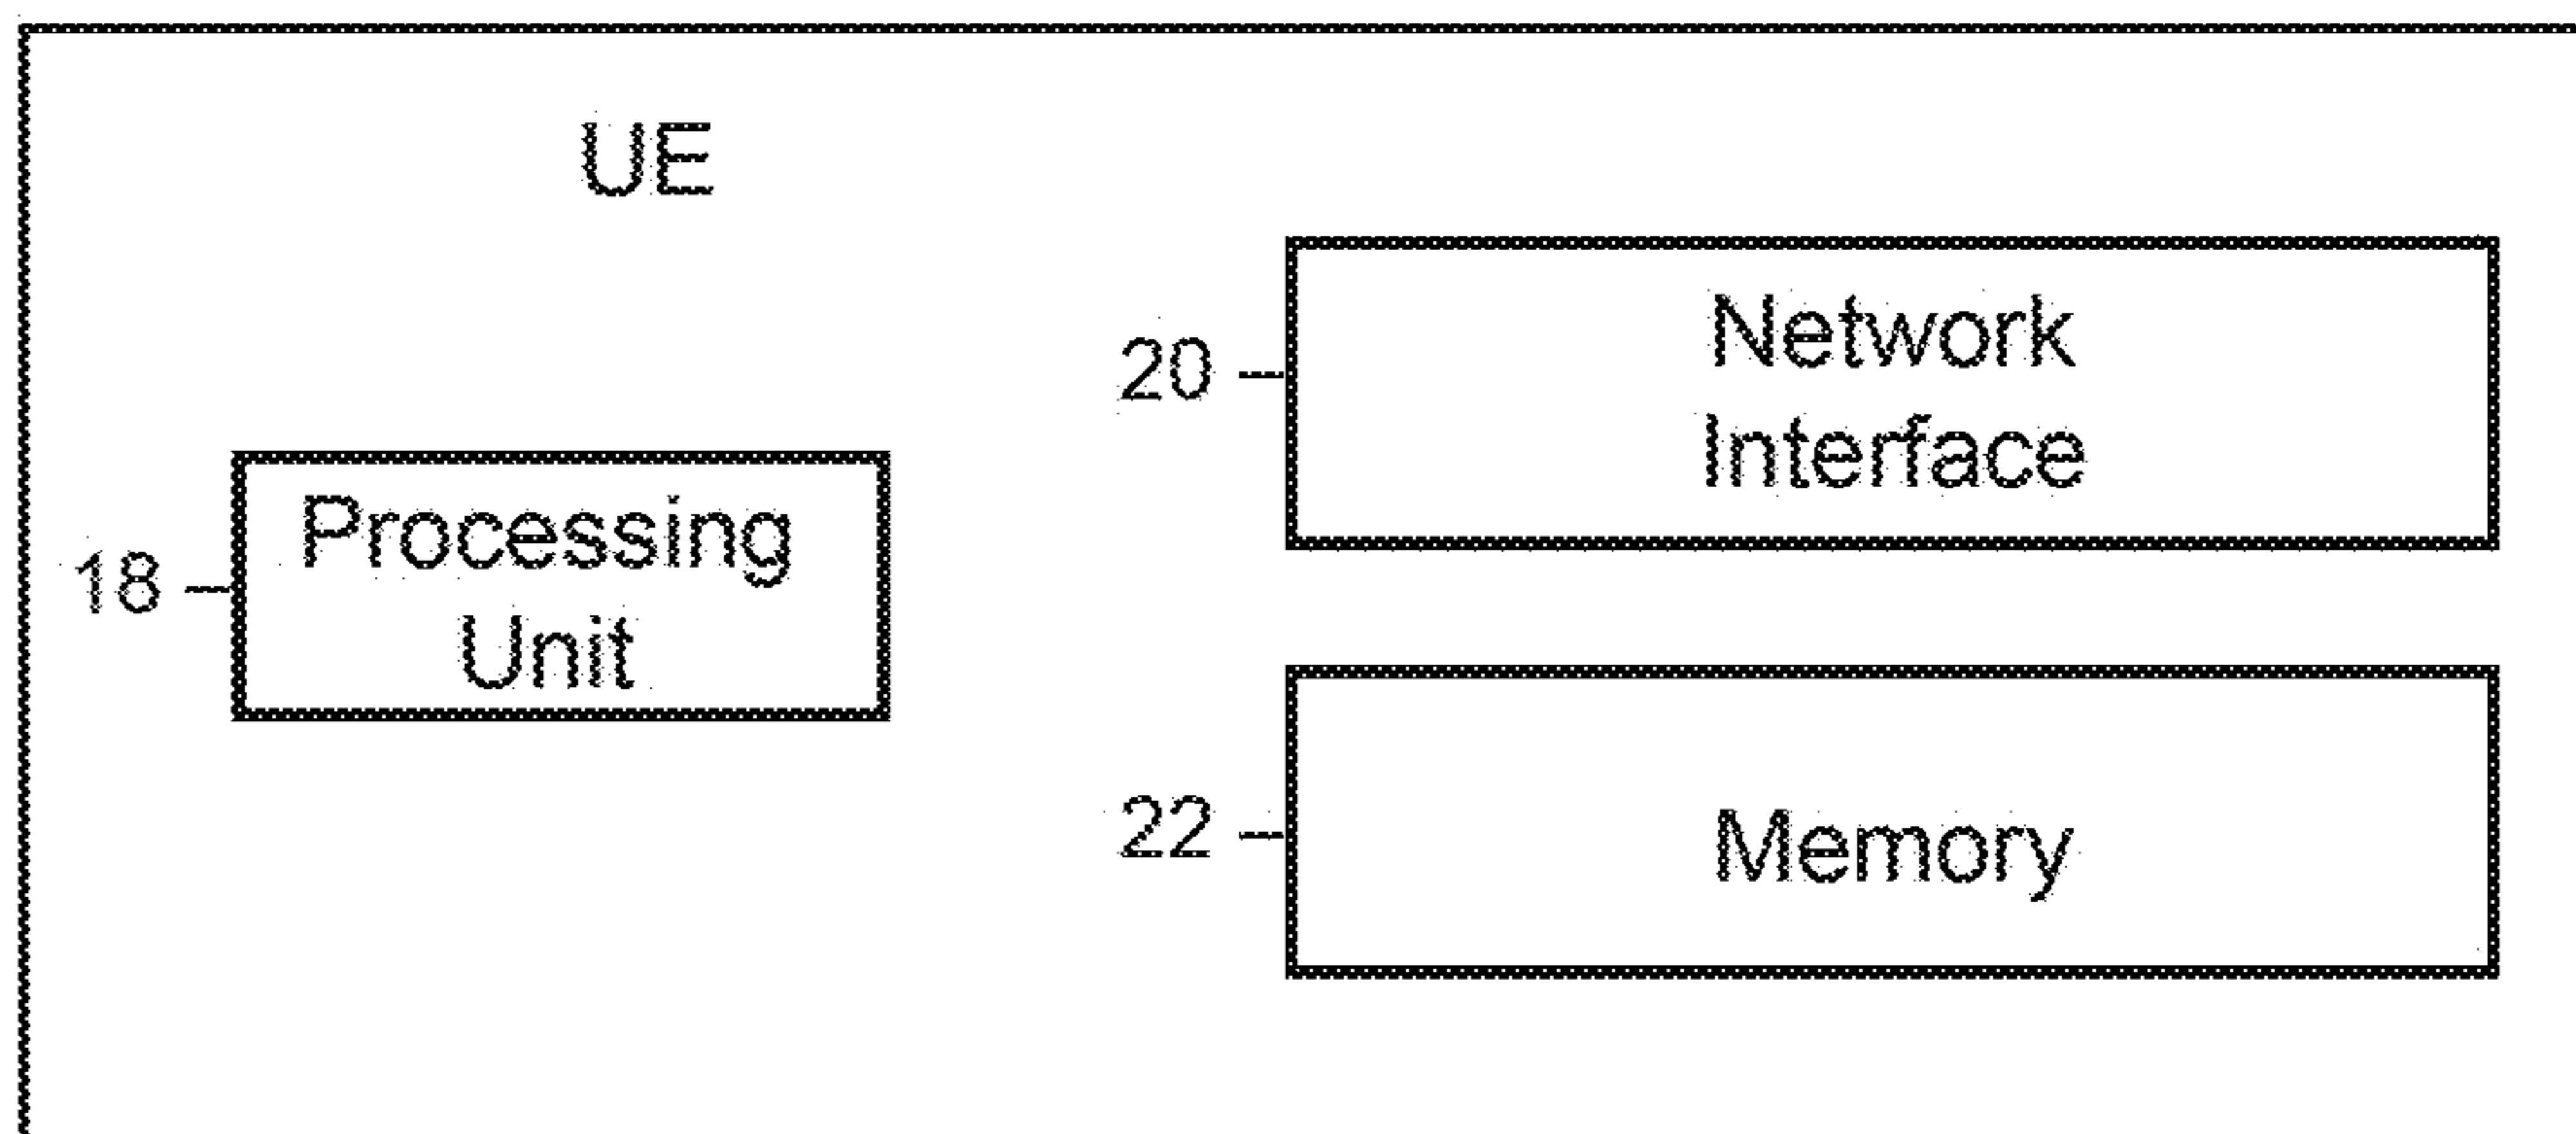 UE
18
Processing
Unit
20
Network
Interface
22
Memory